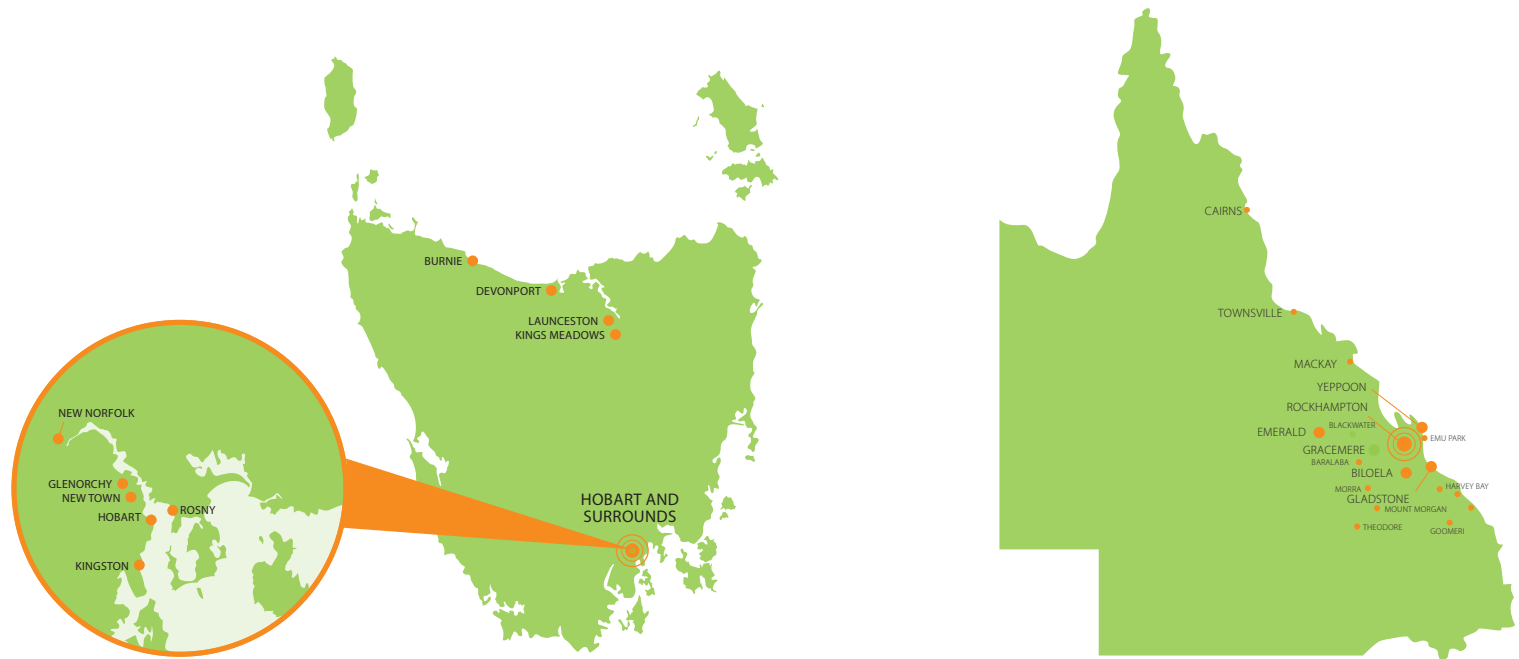 BURNIE
DEVONPORT
LAUNCESTON
KINGS MEADOWS
NEW NORFOLK
GLENORCHY
NEW TOWN
HOBART
ROSNY
KINGSTON
HOBART AND
SURROUNDS
CAIRNS
TOWNSVILLE
MACKAY
YEPPOON
ROCKHAMPTON
BLACKWATER
EMERALD
EMU PARK
GRACEMERE
BARALABA
BILOELA
MORRA
HARVEY BAY
GLADSTONE
MOUNT MORGAN
THEODORE
GOOMERI